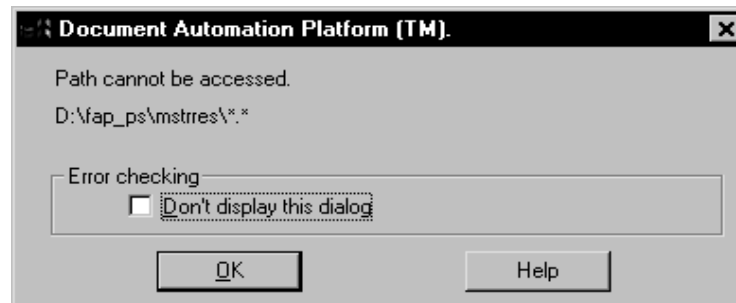 Document Automation Platform (TM).
Path cannot be accessed.
D:\fap_ps\mstrres\*.*
Error checking
Don't display this dialog
OK
Help